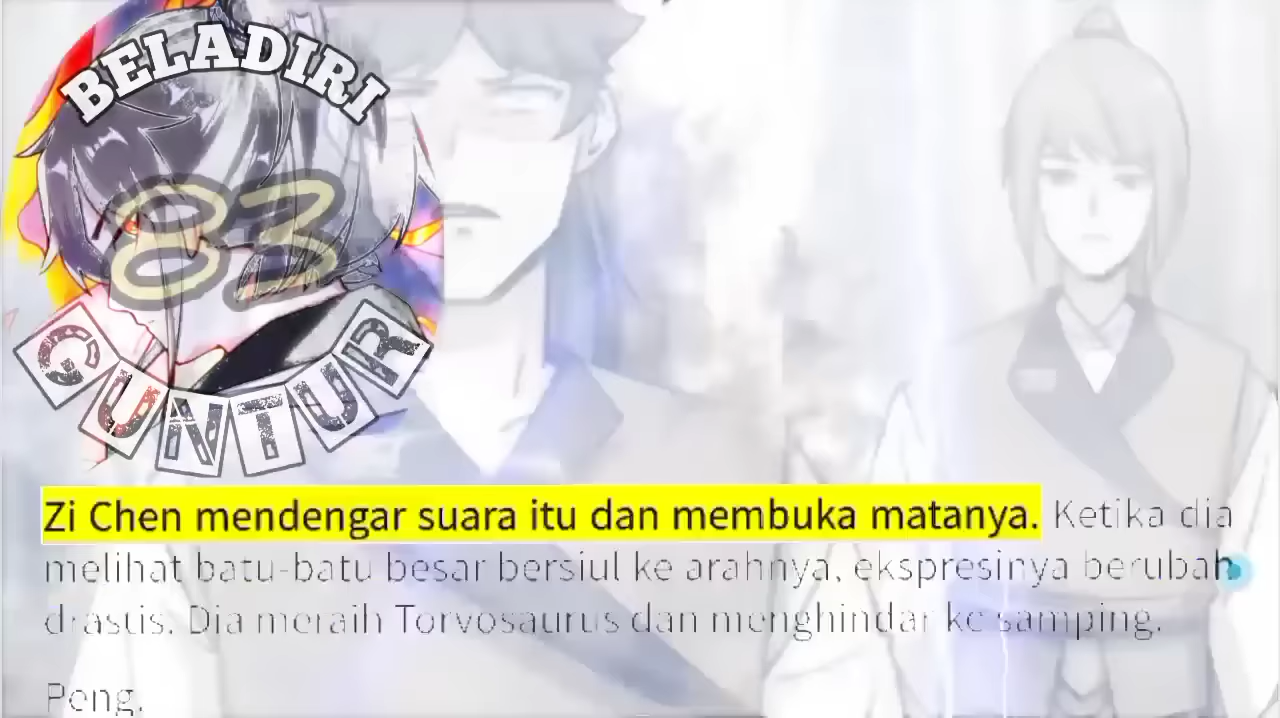 BELADIRI
83
GUNTUR
Zi Chen mendengar suara itu dan membuka matanya. Ketika dia
melihat batu-batu besar bersiul ke arahnya, ekspresinya berubah
drastis. Dia meraih Torvosaurus dan menghindar ke samping.
Peng.